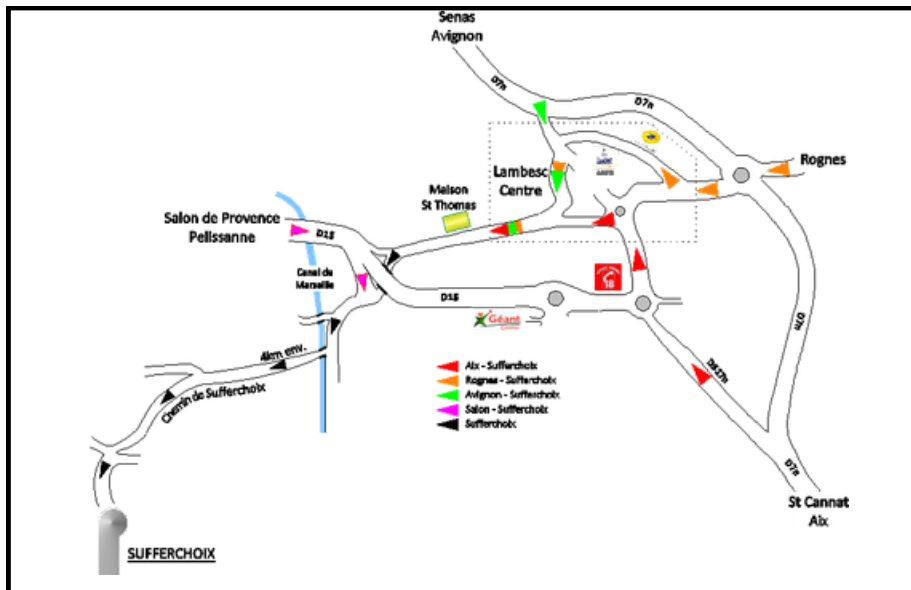 Senas
Avignon
D7n
D7n
Rognes
Lambesc
Centre
Maison
St Thomas
Salon de Provence
Pelissanne
D15
Canal de
Marseille
18
D15
Géant
D7n
4km env.
Chemin de Sufferchoix
Aix - Sufferchoix
Rognes - Sufferchoix
Avignon - Sufferchoix
Salon - Sufferchoix
Sufferchoix
D917n
D7n
St Cannat
Aix
SUFFERCHOIX